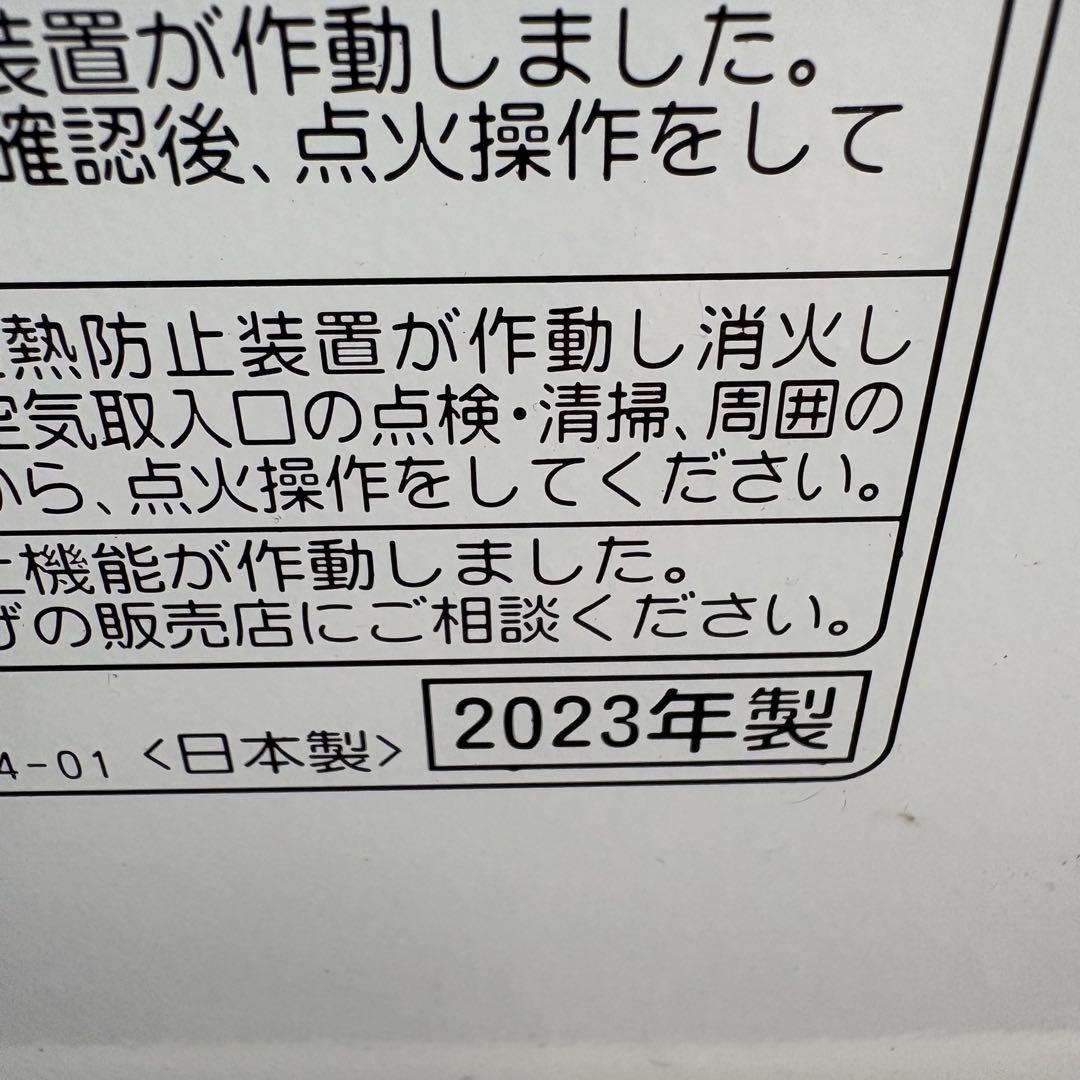 装置が作動しました。
確認後、点火操作をして
熱防止装置が作動し消火し
空気取入口の点検・清掃、周囲の
から、点火操作をしてください。
止機能が作動しました。
げの販売店にご相談ください。
4-01 <日本製> 2023年製